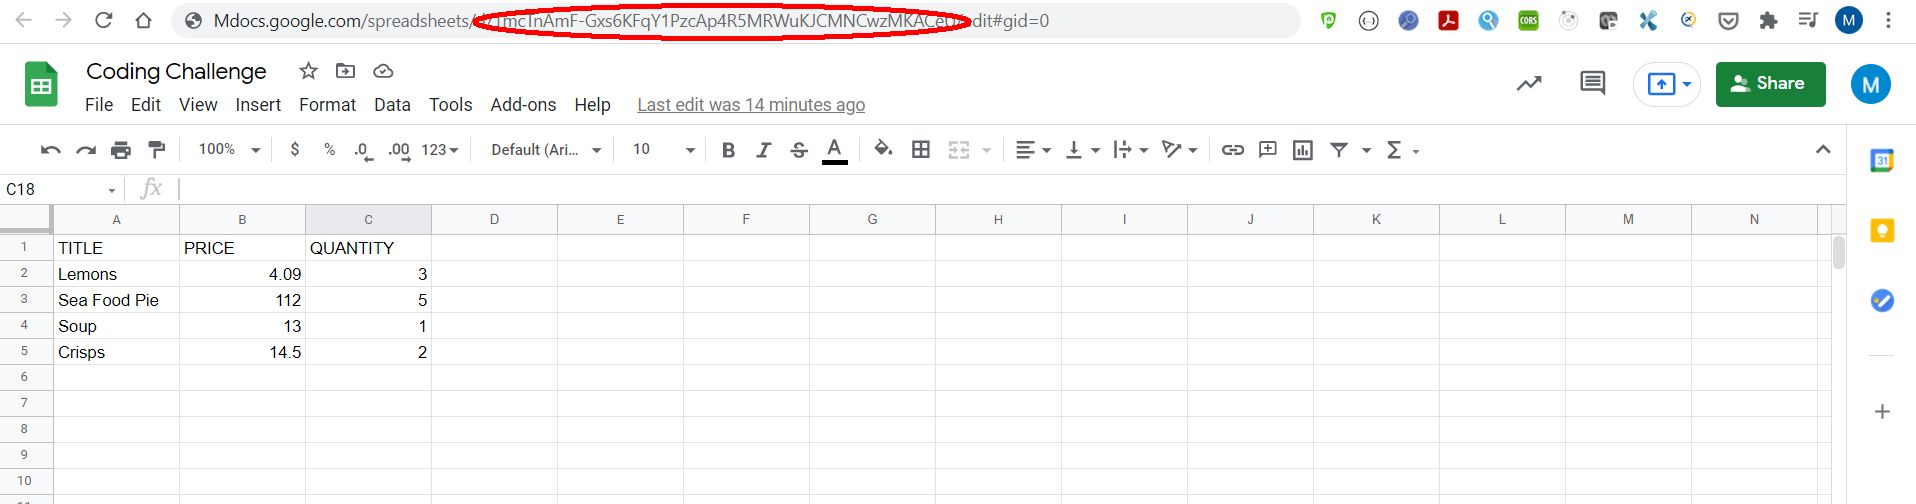 Mdocs.google.com/spreadsheets/d/1mc1nAmF-Gxs6KFqY1PzcAp4R5MRWuKJCMNCwzMKACeU/edit#gid=0
CORS
M
Coding Challenge
File Edit View Insert Format Data Tools Add-ons Help Last edit was 14 minutes ago
Share
M
100% $ % .0 .00 123 Default (Ari... 10 B I S A Σ
31
C18 fx
A B C D E F G H I J K L M N
1 TITLE PRICE QUANTITY
2 Lemons 4.09 3
3 Sea Food Pie 112 5
4 Soup 13 1
5 Crisps 14.5 2
6
7
8
9
10